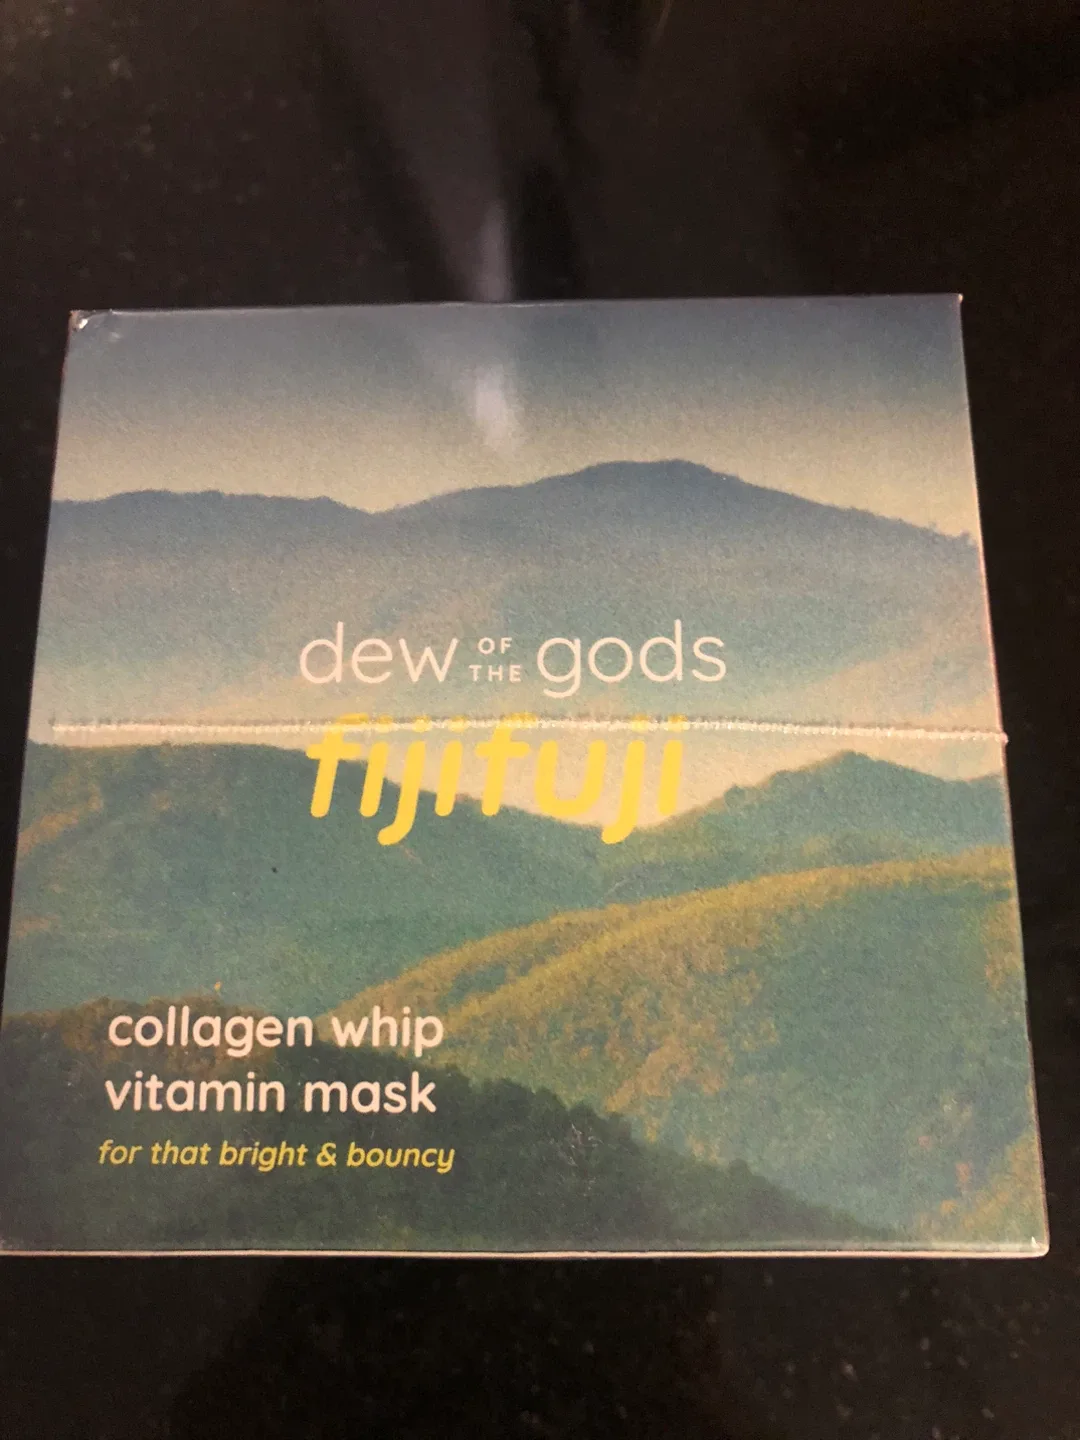 dew OF THE gods
fijifuji
collagen whip
vitamin mask
for that bright & bouncy